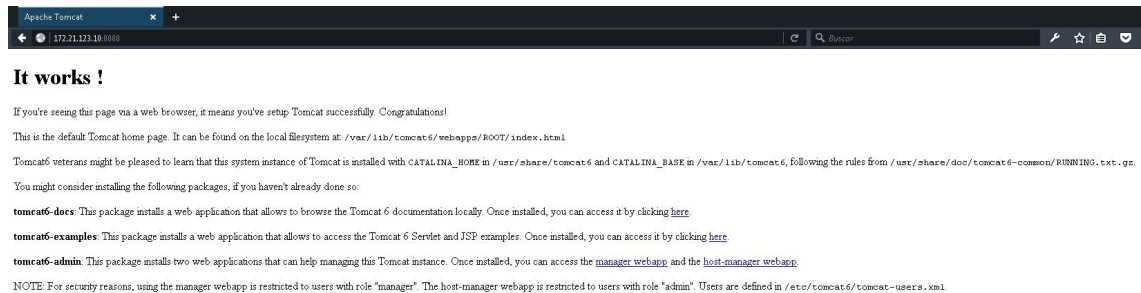 Apache Tomcat
172.21.123.10:8080
Buscar
It works !
If you're seeing this page via a web browser, it means you've setup Tomcat successfully. Congratulations!
This is the default Tomcat home page. It can be found on the local filesystem at: /var/lib/tomcat6/webapps/ROOT/index.html
Tomcat6 veterans might be pleased to learn that this system instance of Tomcat is installed with CATALINA_HOME in /usr/share/tomcat6 and CATALINA_BASE in /var/lib/tomcat6, following the rules from /usr/share/doc/tomcat6-common/RUNNING.txt.gz.
You might consider installing the following packages, if you haven't already done so:
tomcat6-docs: This package installs a web application that allows to browse the Tomcat 6 documentation locally. Once installed, you can access it by clicking here.
tomcat6-examples: This package installs a web application that allows to access the Tomcat 6 Servlet and JSP examples. Once installed, you can access it by clicking here.
tomcat6-admin: This package installs two web applications that can help managing this Tomcat instance. Once installed, you can access the manager webapp and the host-manager webapp.
NOTE: For security reasons, using the manager webapp is restricted to users with role "manager". The host-manager webapp is restricted to users with role "admin". Users are defined in /etc/tomcat6/tomcat-users.xml.